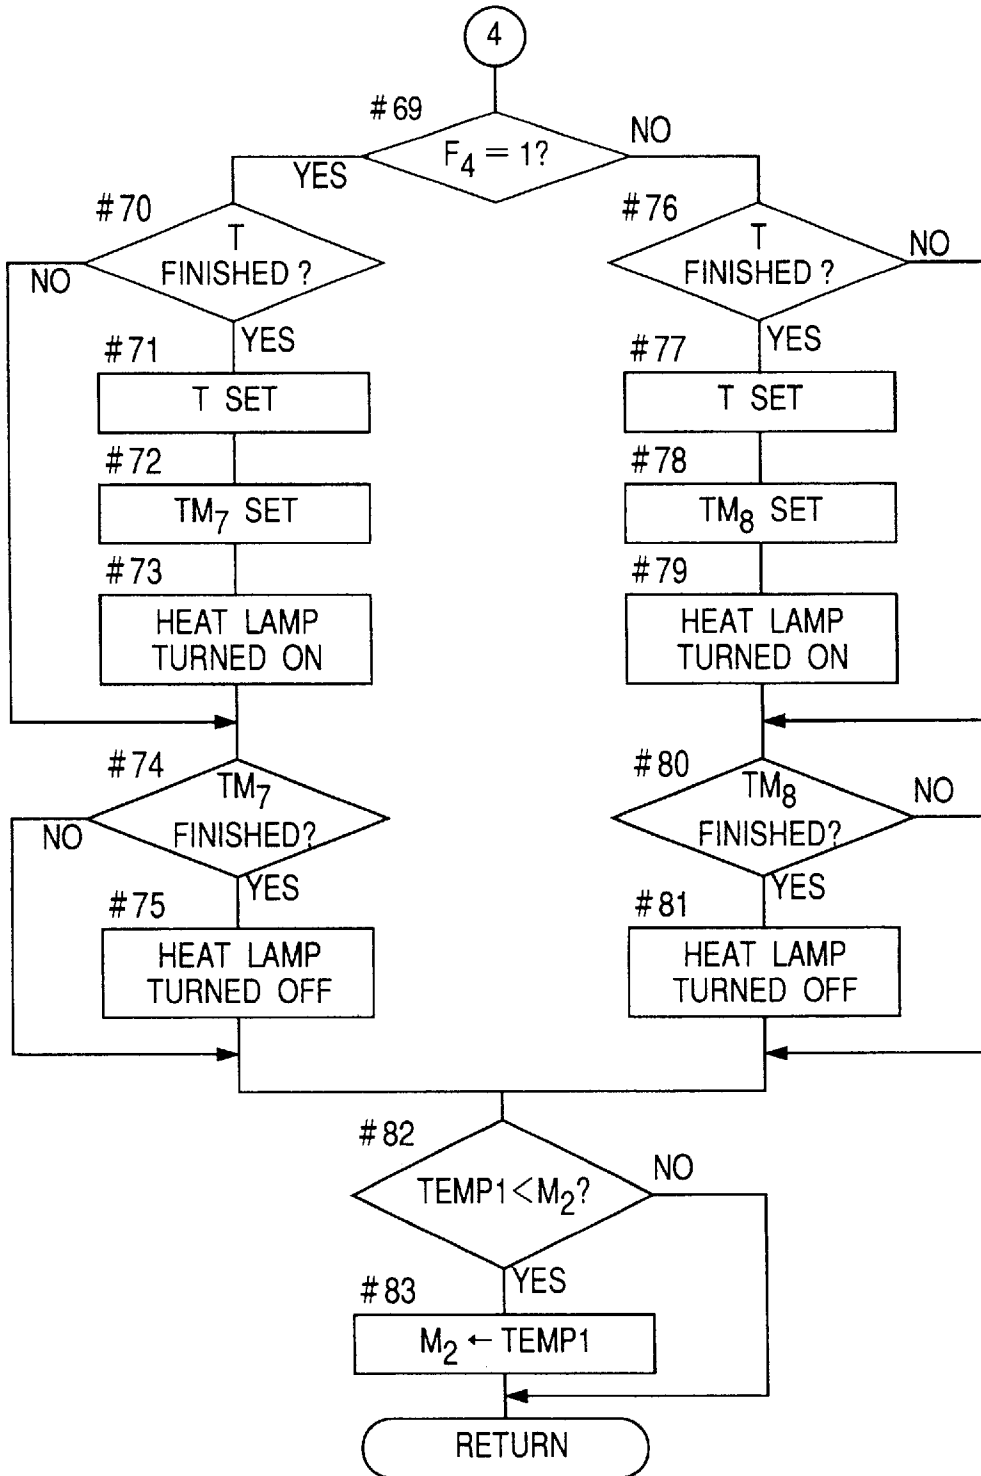 4
#69
F4 = 1?
YES
NO
#70
T
FINISHED?
NO
YES
#71
T SET
#72
TM7 SET
#73
HEAT LAMP
TURNED ON
#74
TM7
FINISHED?
NO
YES
#75
HEAT LAMP
TURNED OFF
#76
T
FINISHED?
NO
YES
#77
T SET
#78
TM8 SET
#79
HEAT LAMP
TURNED ON
#80
TM8
FINISHED?
NO
YES
#81
HEAT LAMP
TURNED OFF
#82
TEMP1<M2?
NO
YES
#83
M2 ← TEMP1
RETURN